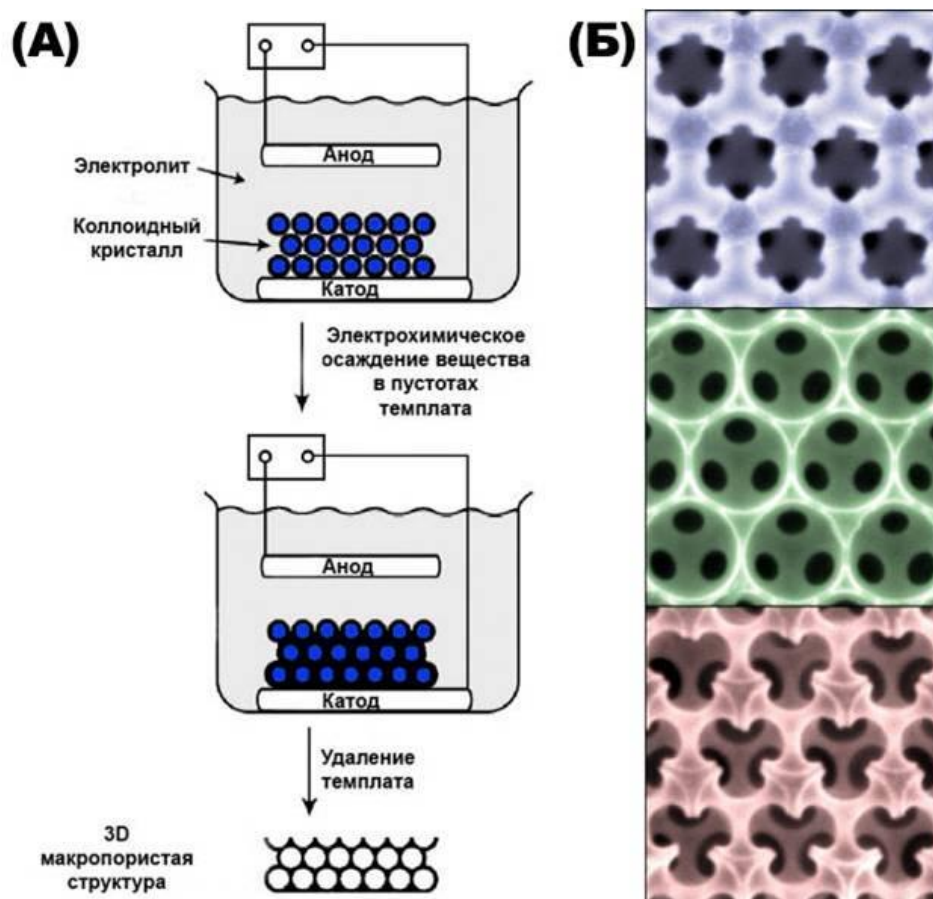 (А)
Анод
Электролит
Коллоидный
кристалл
Катод
Электрохимическое
осаждение вещества
в пустотах
темплата
Анод
Катод
Удаление
темплата
3D
макропористая
структура
(Б)